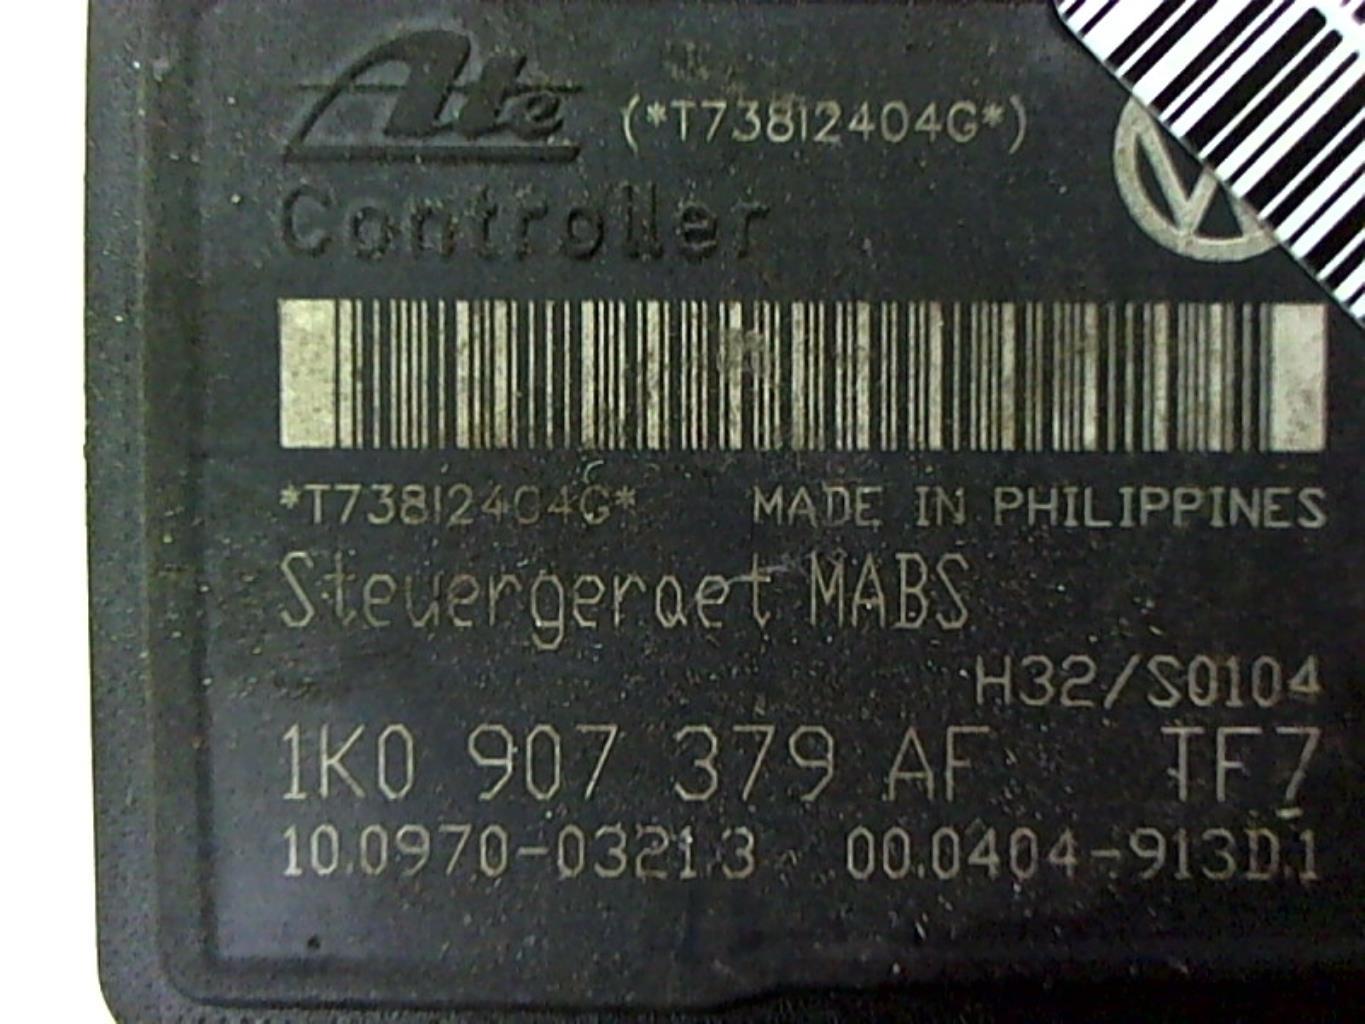 Ate (*T73812404G*)
Controller
*T73812404G* MADE IN PHILIPPINES
Steuergeraet MABS
H32/S0104
1K0 907 379 AF TF7
10.0970-0321.3 00.0404-913D.1